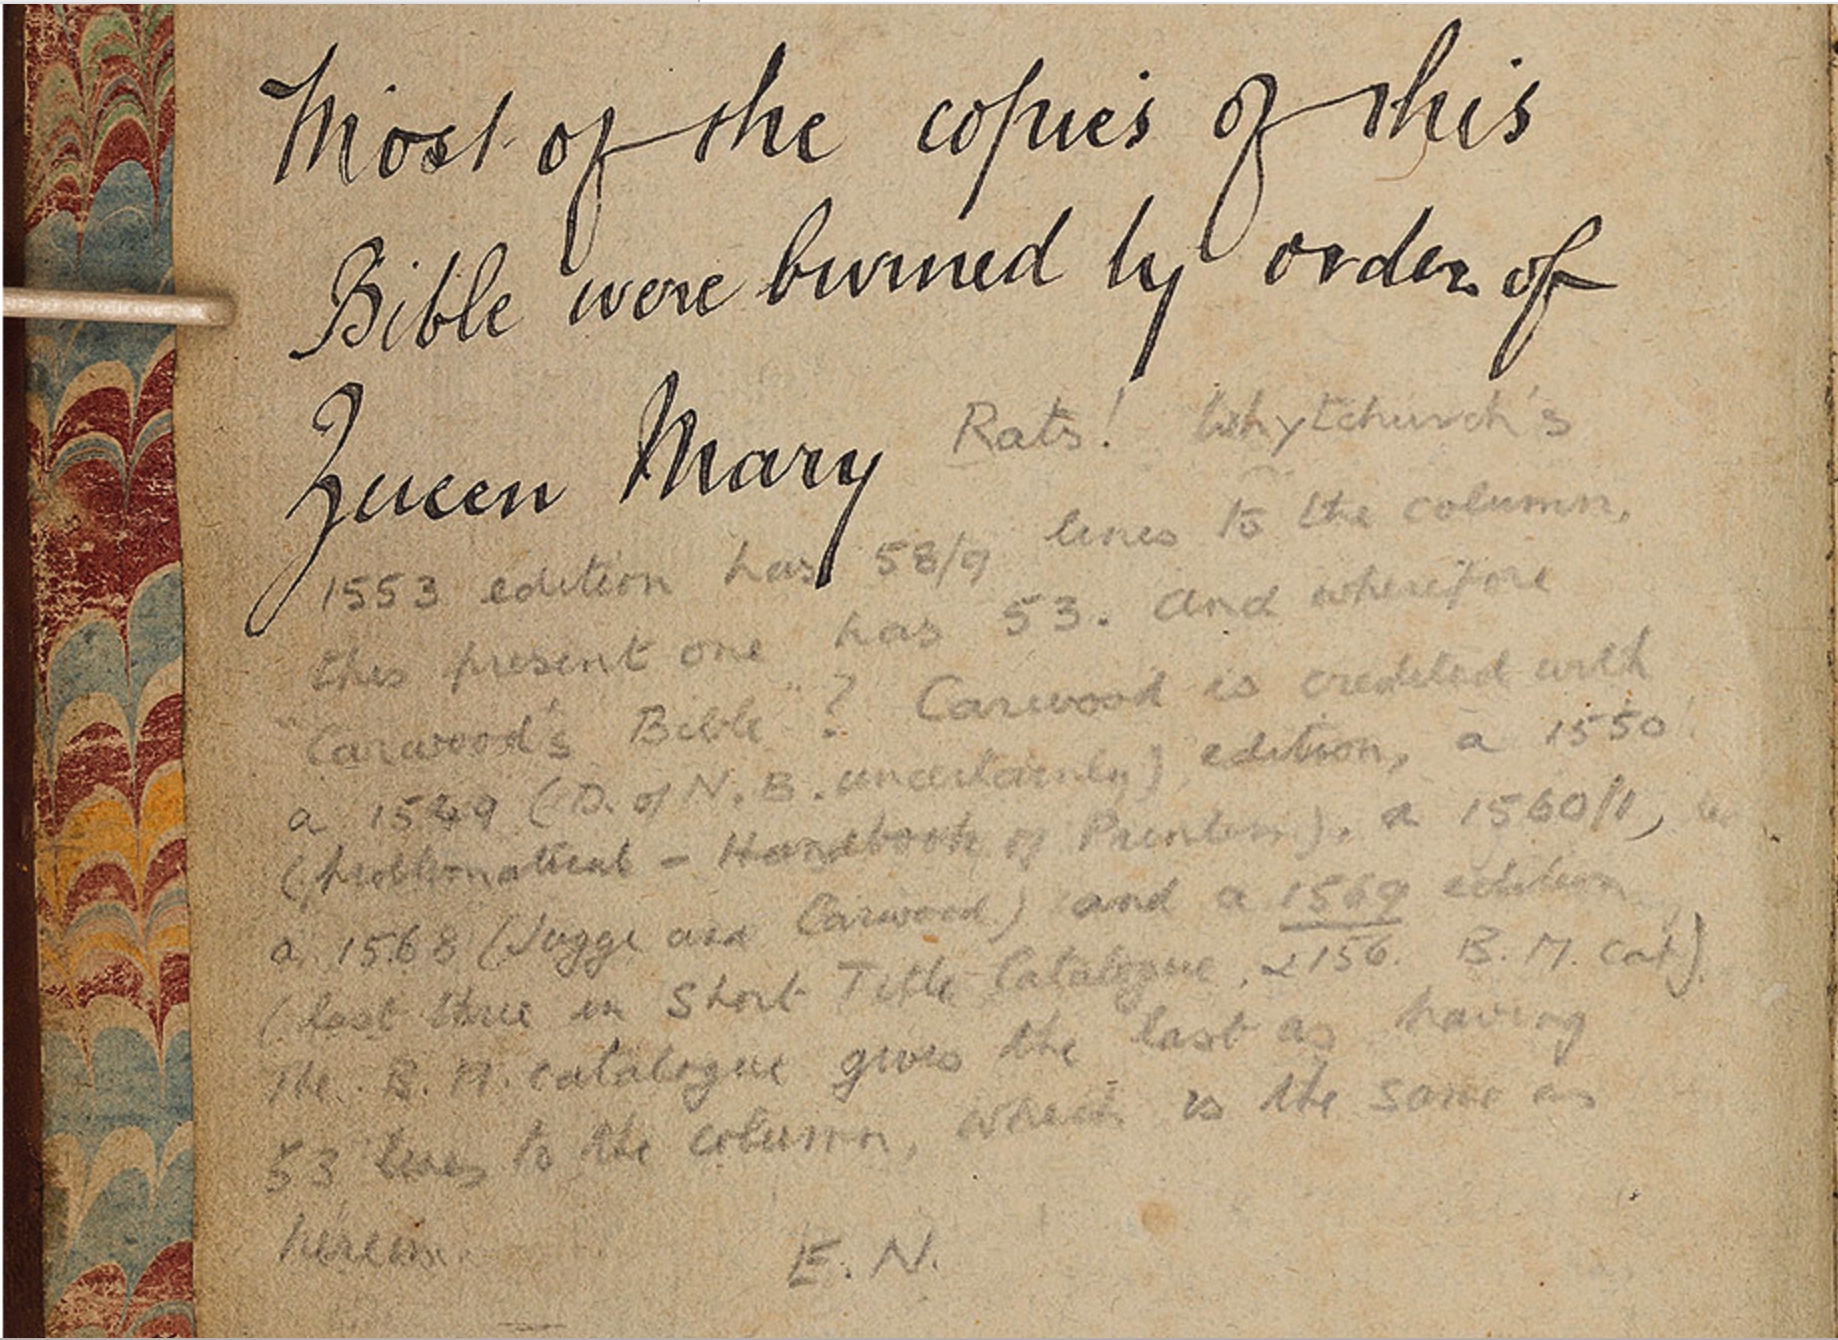 Most of the copies of this
Bible were burned by order of
Queen Mary
Rats! Whytchurch's
1553 edition has 58/9 lines to the column,
this present one has 53. And wherefore
"Carwood's Bible"? Carwood is credited with
a 1549 (D. of N. B. uncertainly) edition, a 1550
(problematical - Handbook of Printers), a 1560/1,
a 1568 (Jugge and Carwood) and a 1569 edition
(last three in Short Title Catalogue, 2156. B. M. cat).
The B. M. catalogue gives the last as having
53 lines to the column, which is the same as
herein.
E. N.